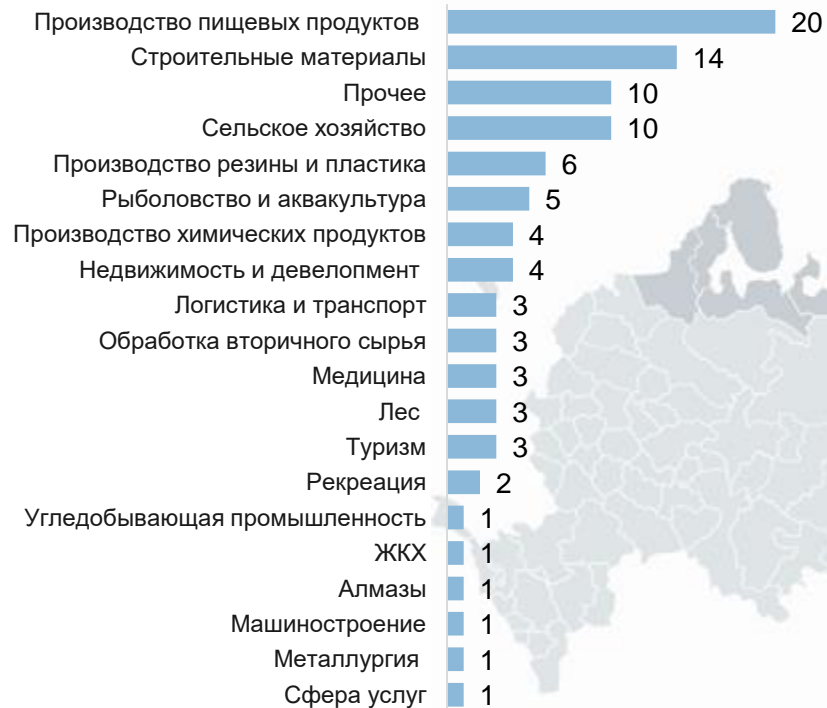 Производство пищевых продуктов 20
Строительные материалы 14
Прочее 10
Сельское хозяйство 10
Производство резины и пластика 6
Рыболовство и аквакультура 5
Производство химических продуктов 4
Недвижимость и девелопмент 4
Логистика и транспорт 3
Обработка вторичного сырья 3
Медицина 3
Лес 3
Туризм 3
Рекреация 2
Угледобывающая промышленность 1
ЖКХ 1
Алмазы 1
Машиностроение 1
Металлургия 1
Сфера услуг 1